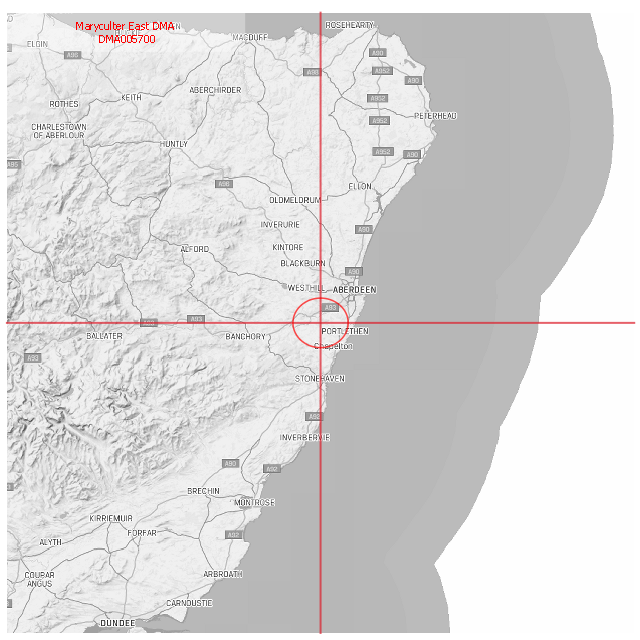 Maryculter East DMA
DMA005700
ROSEHEARTY
MACDUFF
ELGIN
A90
A96
A98
A952
A90
KEITH
ABERCHIRDER
A952
ROTHES
PETERHEAD
A952
CHARLESTOWN
OF ABERLOUR
HUNTLY
A952
A90
A95
A96
ELLON
OLDMELDRUM
INVERURIE
A90
ALFORD
KINTORE
BLACKBURN
A90
WESTHILL
ABERDEEN
A93
A93
PORTLETHEN
BALLATER
BANCHORY
Chapelton
A93
STONEHAVEN
A92
INVERBERVIE
A90
A92
BRECHIN
MONTROSE
KIRRIEMUIR
FORFAR
A92
ALYTH
COUPAR
ANGUS
ARBROATH
CARNOUSTIE
DUNDEE